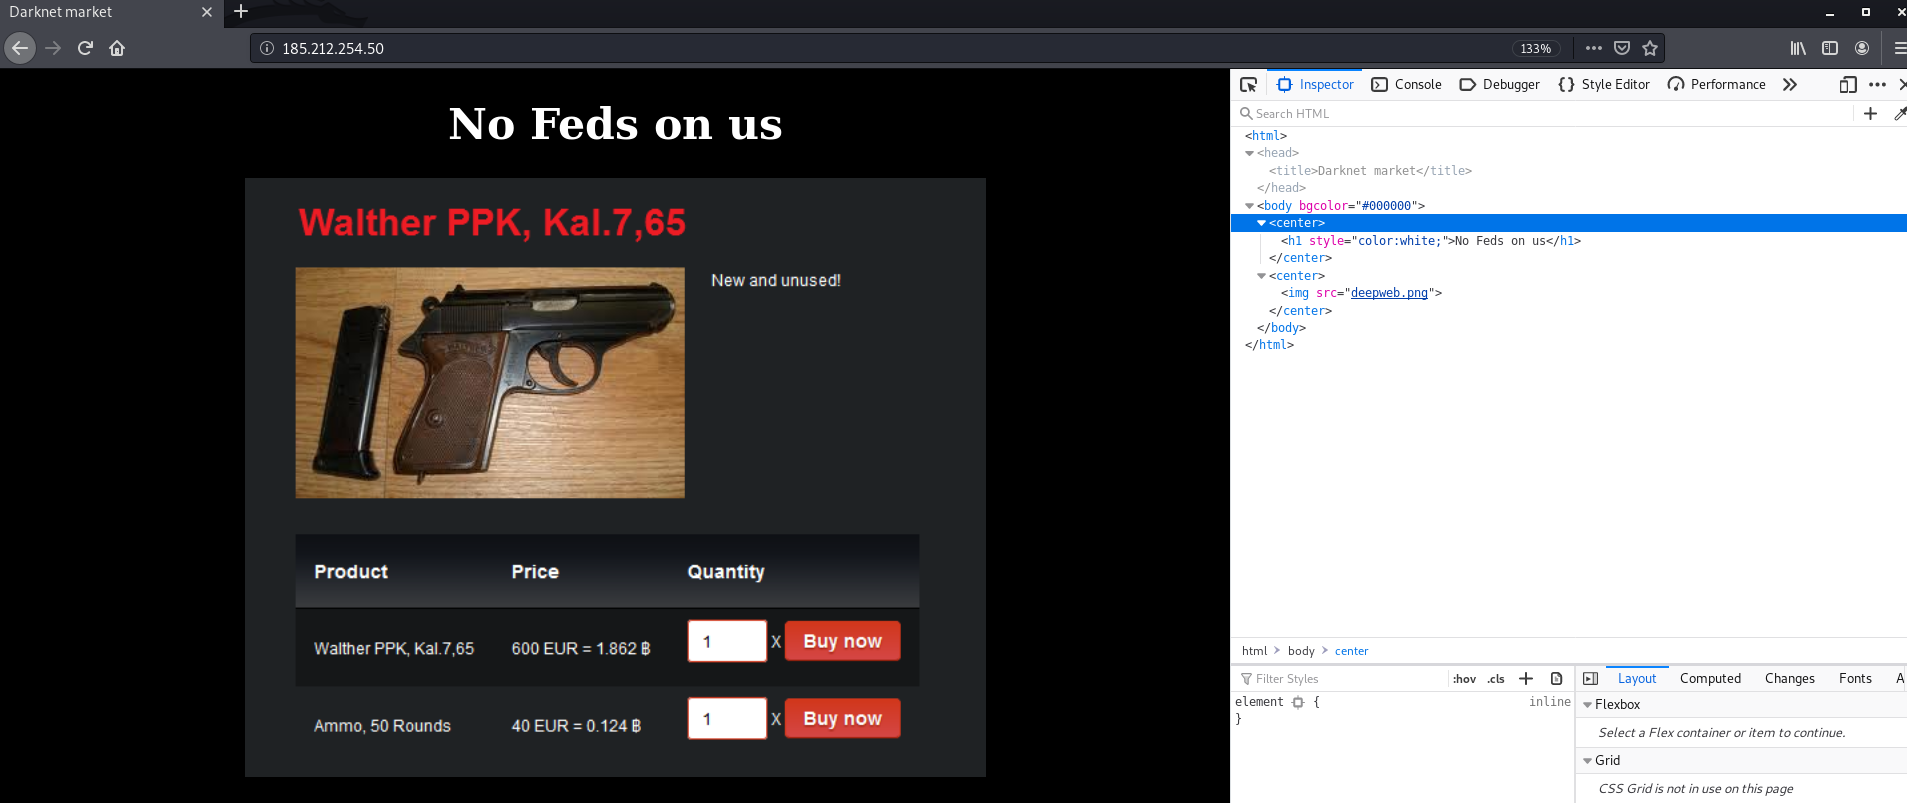 Darknet market
185.212.254.50
133%
No Feds on us
Walther PPK, Kal.7,65
New and unused!
Product Price Quantity
Walther PPK, Kal.7,65 600 EUR = 1.862 ฿ 1 X Buy now
Ammo, 50 Rounds 40 EUR = 0.124 ฿ 1 X Buy now
Inspector Console Debugger {} Style Editor Performance
Search HTML
<html>
<head>
<title>Darknet market</title>
</head>
<body bgcolor="#000000">
<center>
<h1 style="color:white;">No Feds on us</h1>
</center>
<center>
<img src="deepweb.png">
</center>
</body>
</html>
html > body > center
Filter Styles :hov .cls
element { inline
}
Layout Computed Changes Fonts A
Flexbox
Select a Flex container or item to continue.
Grid
CSS Grid is not in use on this page